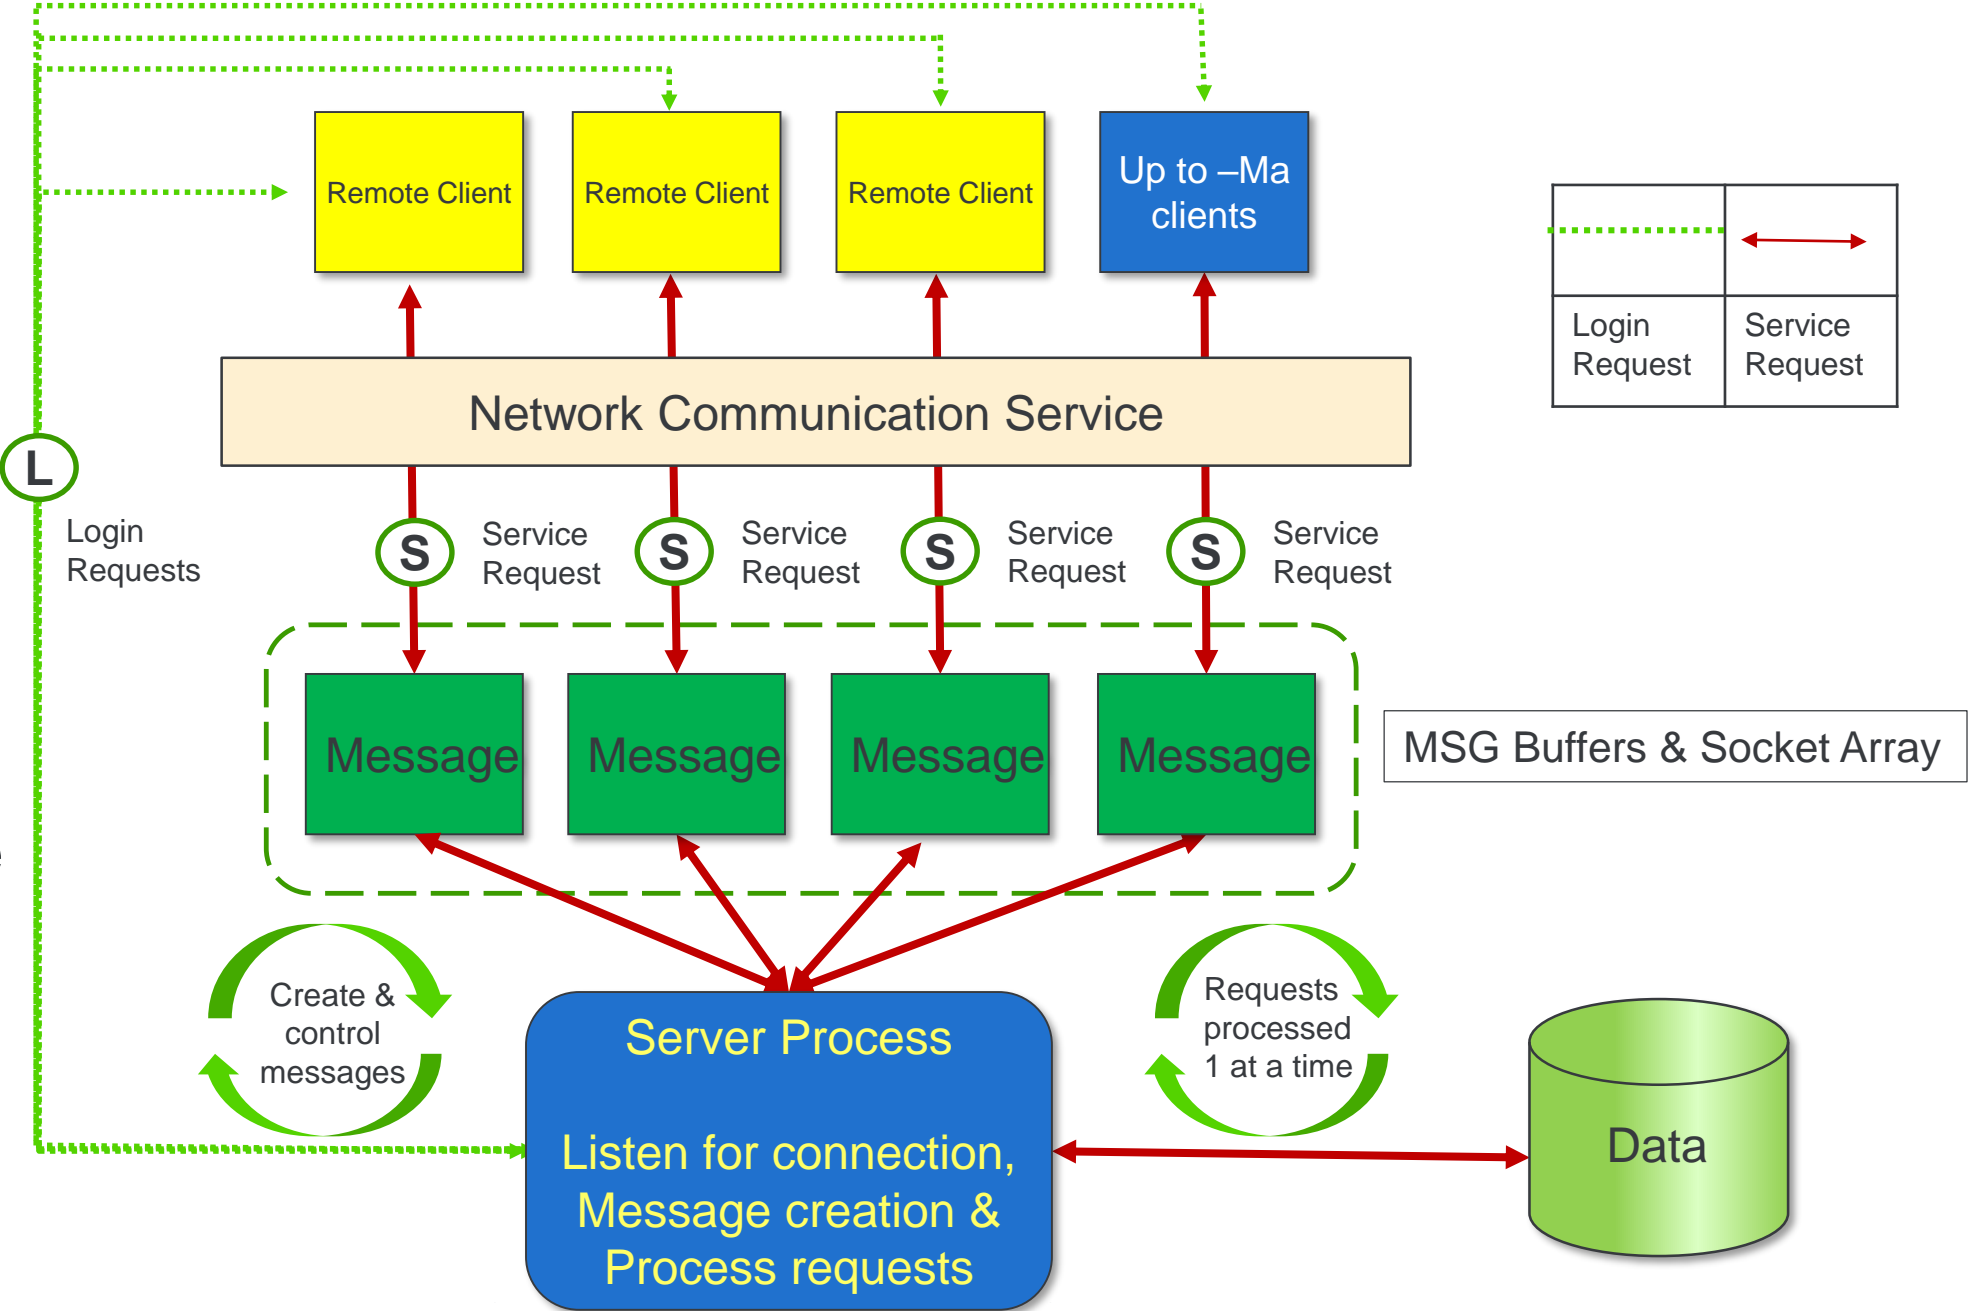 Remote Client
Remote Client
Remote Client
Up to –Ma
clients
Login
Request
Service
Request
Network Communication Service
L
Login
Requests
S
Service
Request
S
Service
Request
S
Service
Request
S
Service
Request
Message
Message
Message
Message
MSG Buffers & Socket Array
Create &
control
messages
Requests
processed
1 at a time
Server Process
Listen for connection,
Message creation &
Process requests
Data